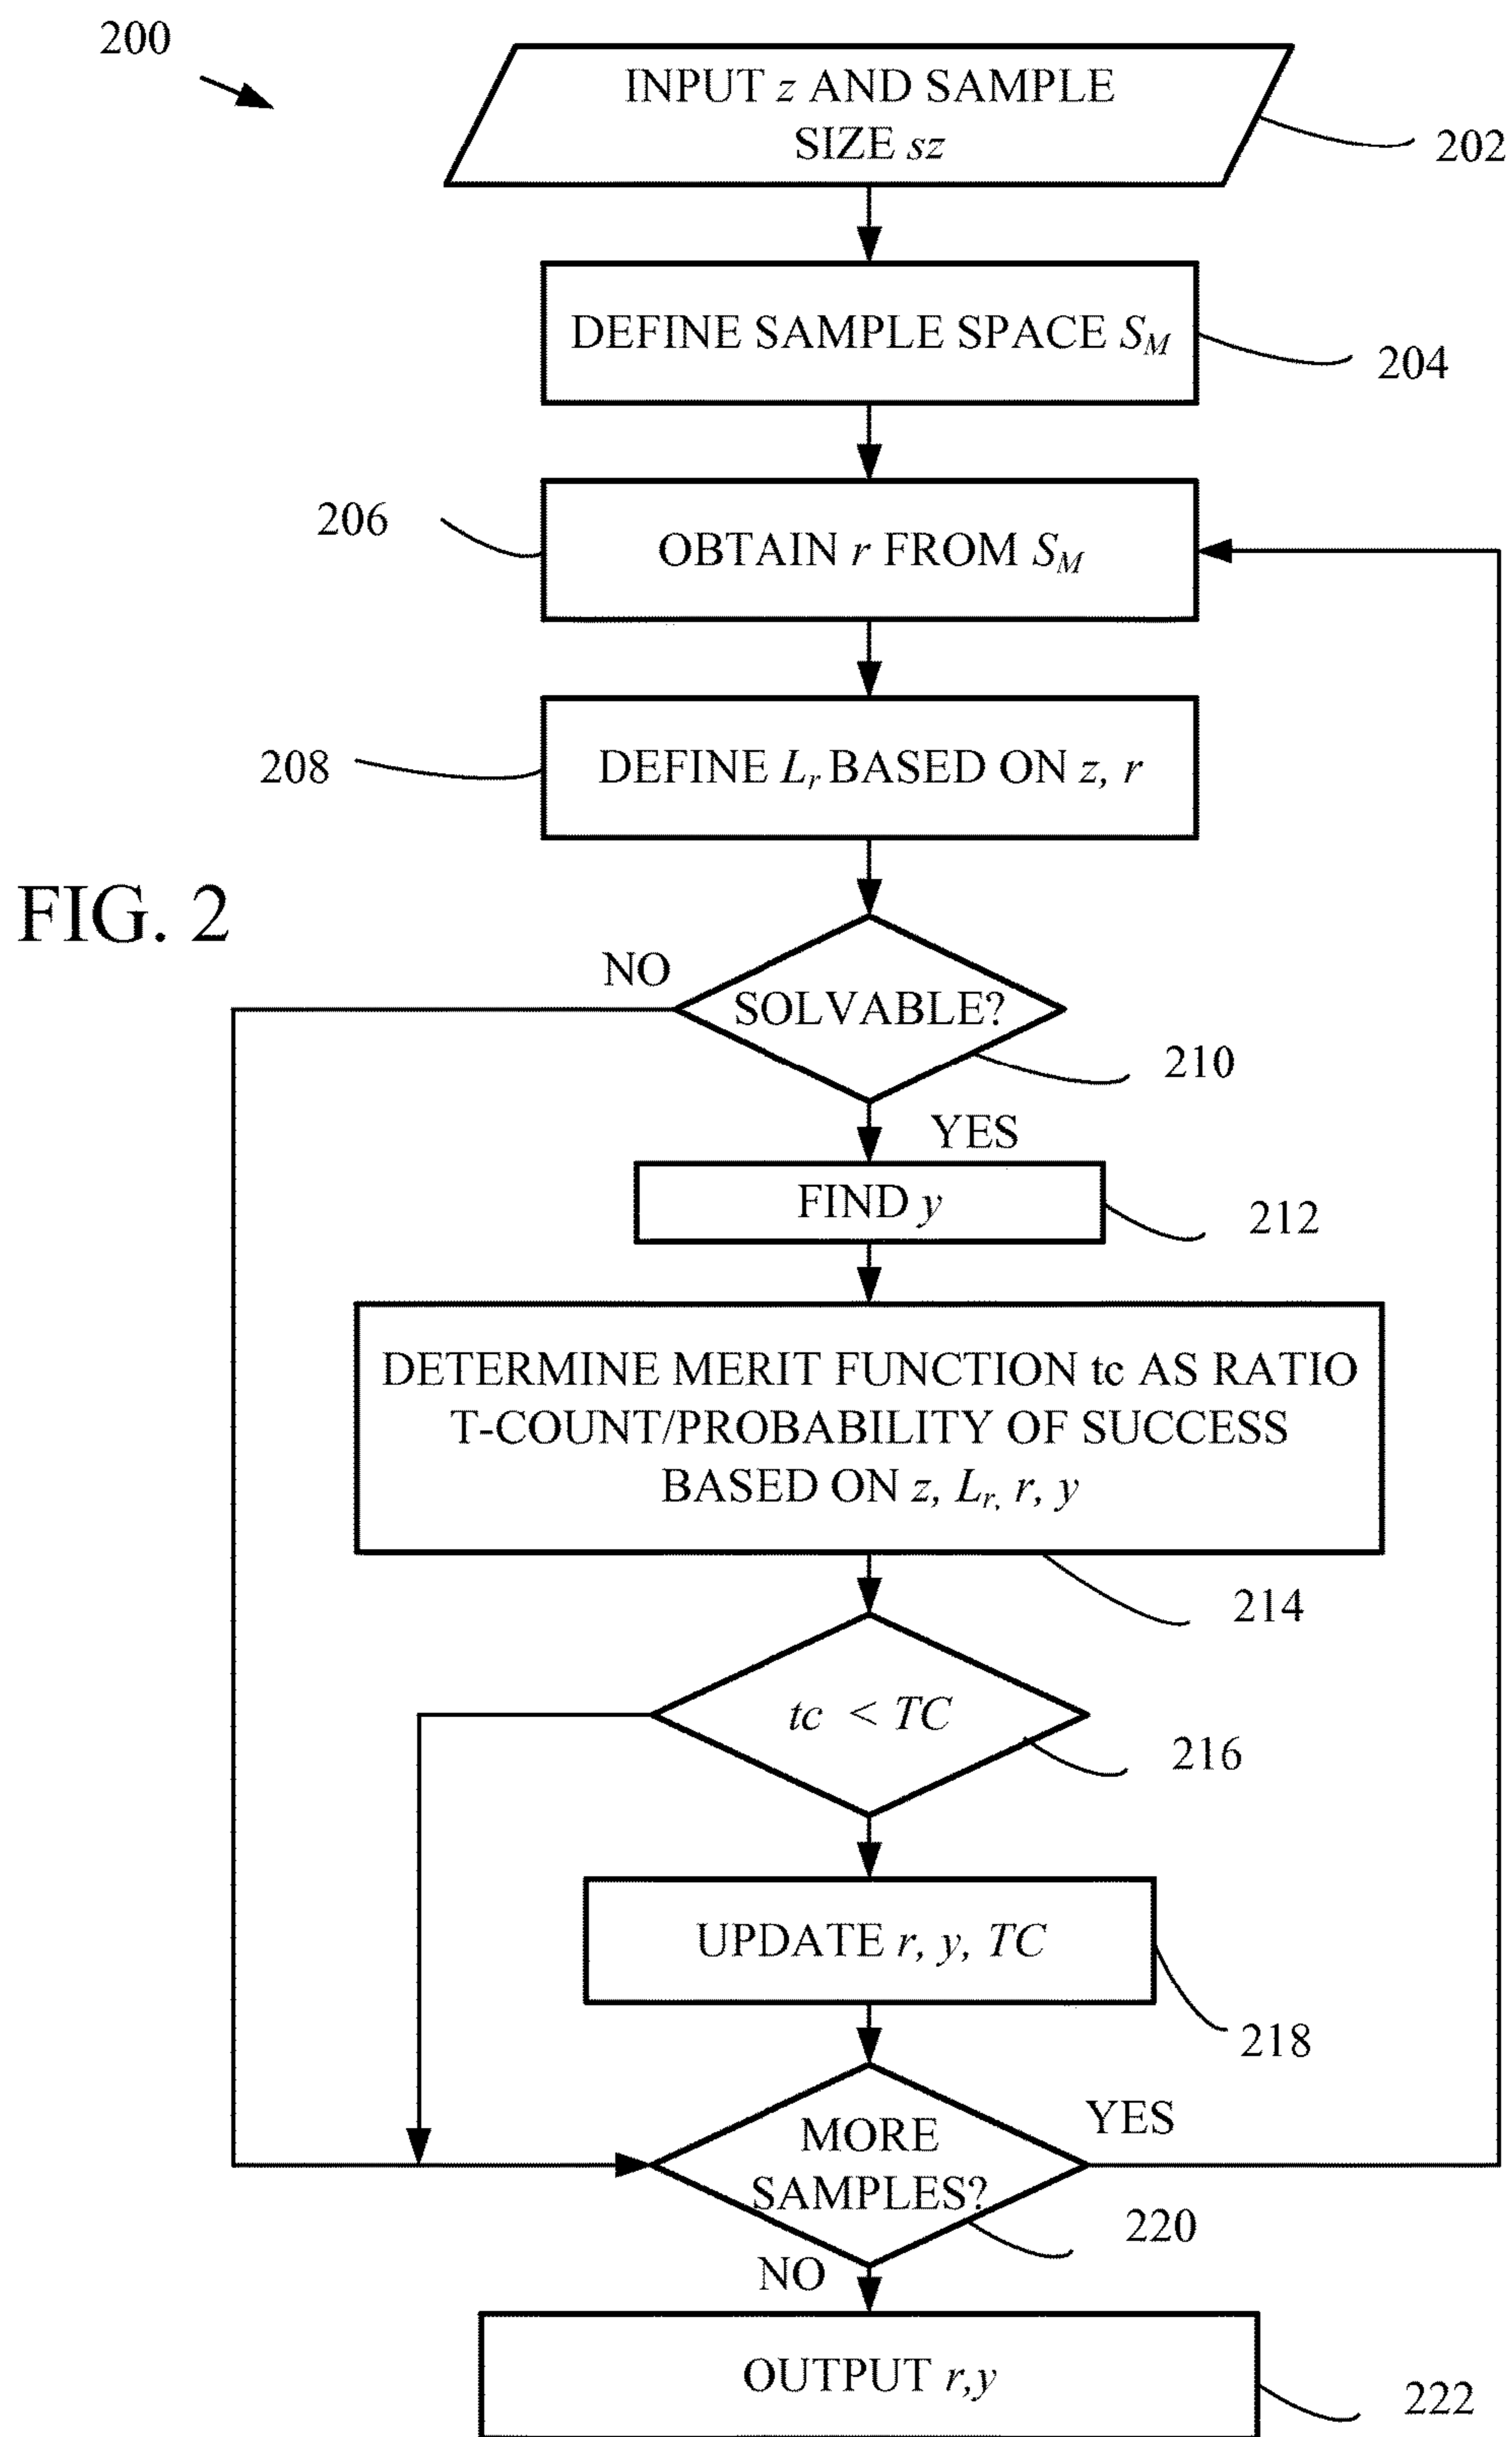 200
INPUT z AND SAMPLE
SIZE sz
202
DEFINE SAMPLE SPACE S_M
204
206
OBTAIN r FROM S_M
208
DEFINE L_r BASED ON z, r
FIG. 2
NO
SOLVABLE?
210
YES
FIND y
212
DETERMINE MERIT FUNCTION tc AS RATIO
T-COUNT/PROBABILITY OF SUCCESS
BASED ON z, L_r, r, y
214
tc < TC
216
UPDATE r, y, TC
218
MORE
SAMPLES?
YES
220
NO
OUTPUT r,y
222